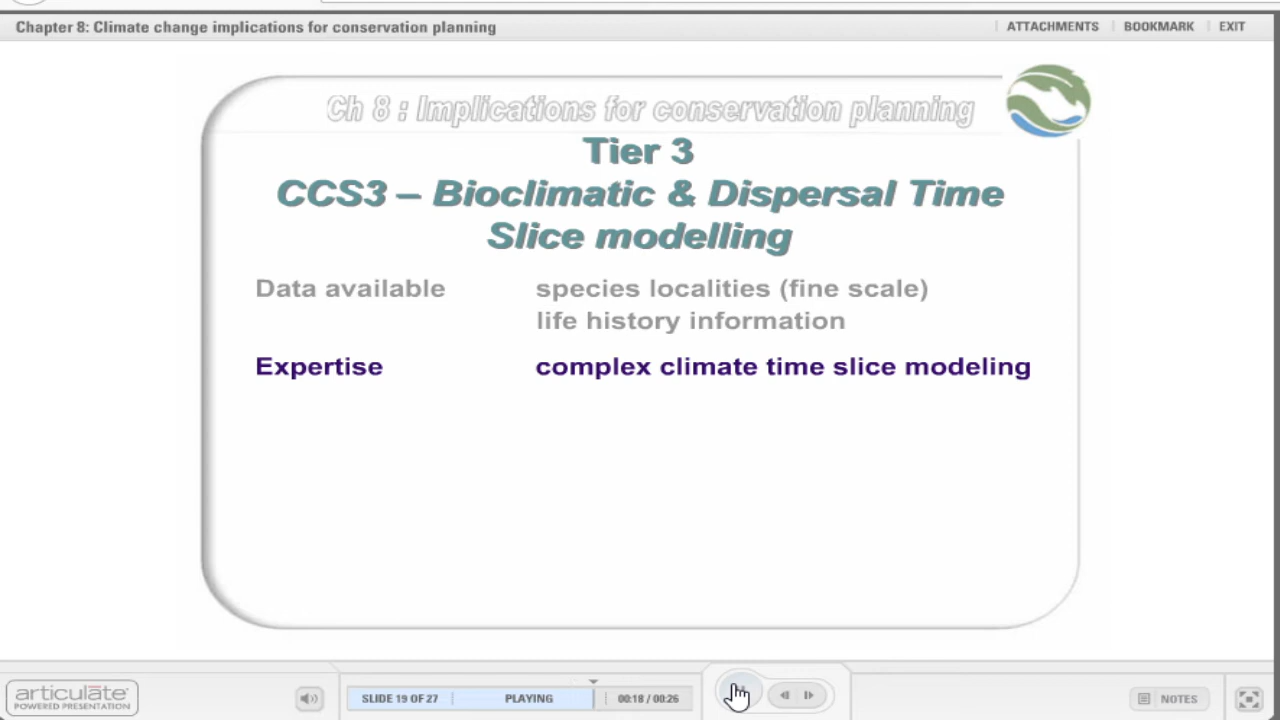 Chapter 8: Climate change implications for conservation planning
ATTACHMENTS BOOKMARK EXIT
Ch 8 : Implications for conservation planning
Tier 3
CCS3 – Bioclimatic & Dispersal Time
Slice modelling
Data available species localities (fine scale)
life history information
Expertise complex climate time slice modeling
articulate
POWERED PRESENTATION
SLIDE 19 OF 27 PLAYING 00:18 / 00:26
NOTES